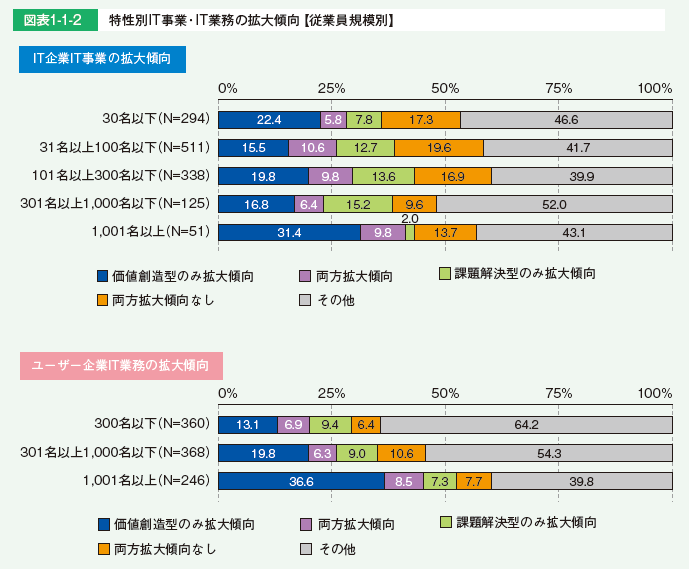 図表1-1-2 特性別IT事業・IT業務の拡大傾向【従業員規模別】
IT企業IT事業の拡大傾向
0% 25% 50% 75% 100%
30名以下(N=294) 22.4 5.8 7.8 17.3 46.6
31名以上100名以下(N=511) 15.5 10.6 12.7 19.6 41.7
101名以上300名以下(N=338) 19.8 9.8 13.6 16.9 39.9
301名以上1,000名以下(N=125) 16.8 6.4 15.2 9.6 52.0
2.0
1,001名以上(N=51) 31.4 9.8 13.7 43.1
価値創造型のみ拡大傾向 両方拡大傾向 課題解決型のみ拡大傾向
両方拡大傾向なし その他
ユーザー企業IT業務の拡大傾向
0% 25% 50% 75% 100%
300名以下(N=360) 13.1 6.9 9.4 6.4 64.2
301名以上1,000名以下(N=368) 19.8 6.3 9.0 10.6 54.3
1,001名以上(N=246) 36.6 8.5 7.3 7.7 39.8
価値創造型のみ拡大傾向 両方拡大傾向 課題解決型のみ拡大傾向
両方拡大傾向なし その他